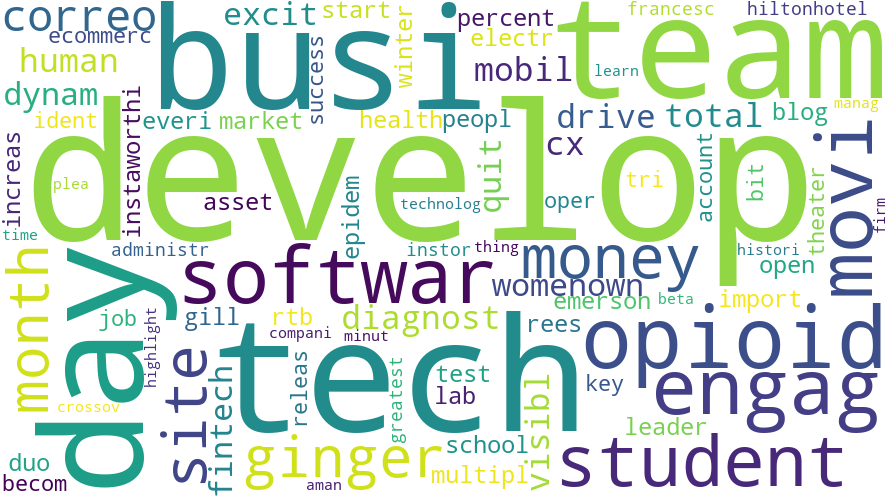 correo
excit
start
percent
francesc
hiltonhotel
ecommerc
busi
winter
electr
team
human
success
mobil
learn
dynam
manag
ident
everi
market
health
peopl
drive
total
blog
increas
instaworthi
develop
quit
cx
account
movi
plea
asset
technolog
oper
tri
bit
theater
firm
time
administr
epidem
instor
thing
money
histori
open
month
day
softwar
womenown
emerson
beta
import
job
gill
rtb
diagnost
rees
opioid
highlight
compani
minut
tech
site
fintech
releas
greatest
test
lab
key
engag
crossov
visibl
leader
duo
ginger
school
student
becom
aman
multipl